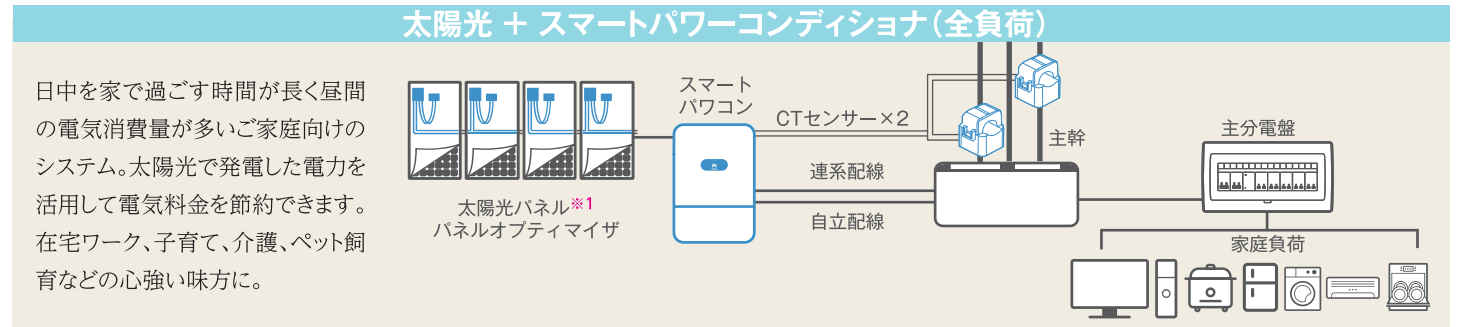 太陽光 ＋ スマートパワーコンディショナ（全負荷）
日中を家で過ごす時間が長く昼間
の電気消費量が多いご家庭向けの
システム。太陽光で発電した電力を
活用して電気料金を節約できます。
在宅ワーク、子育て、介護、ペット飼
育などの心強い味方に。
太陽光パネル※1
パネルオプティマイザ
スマート
パワコン
CTセンサー×2
連系配線
自立配線
主幹
主分電盤
家庭負荷